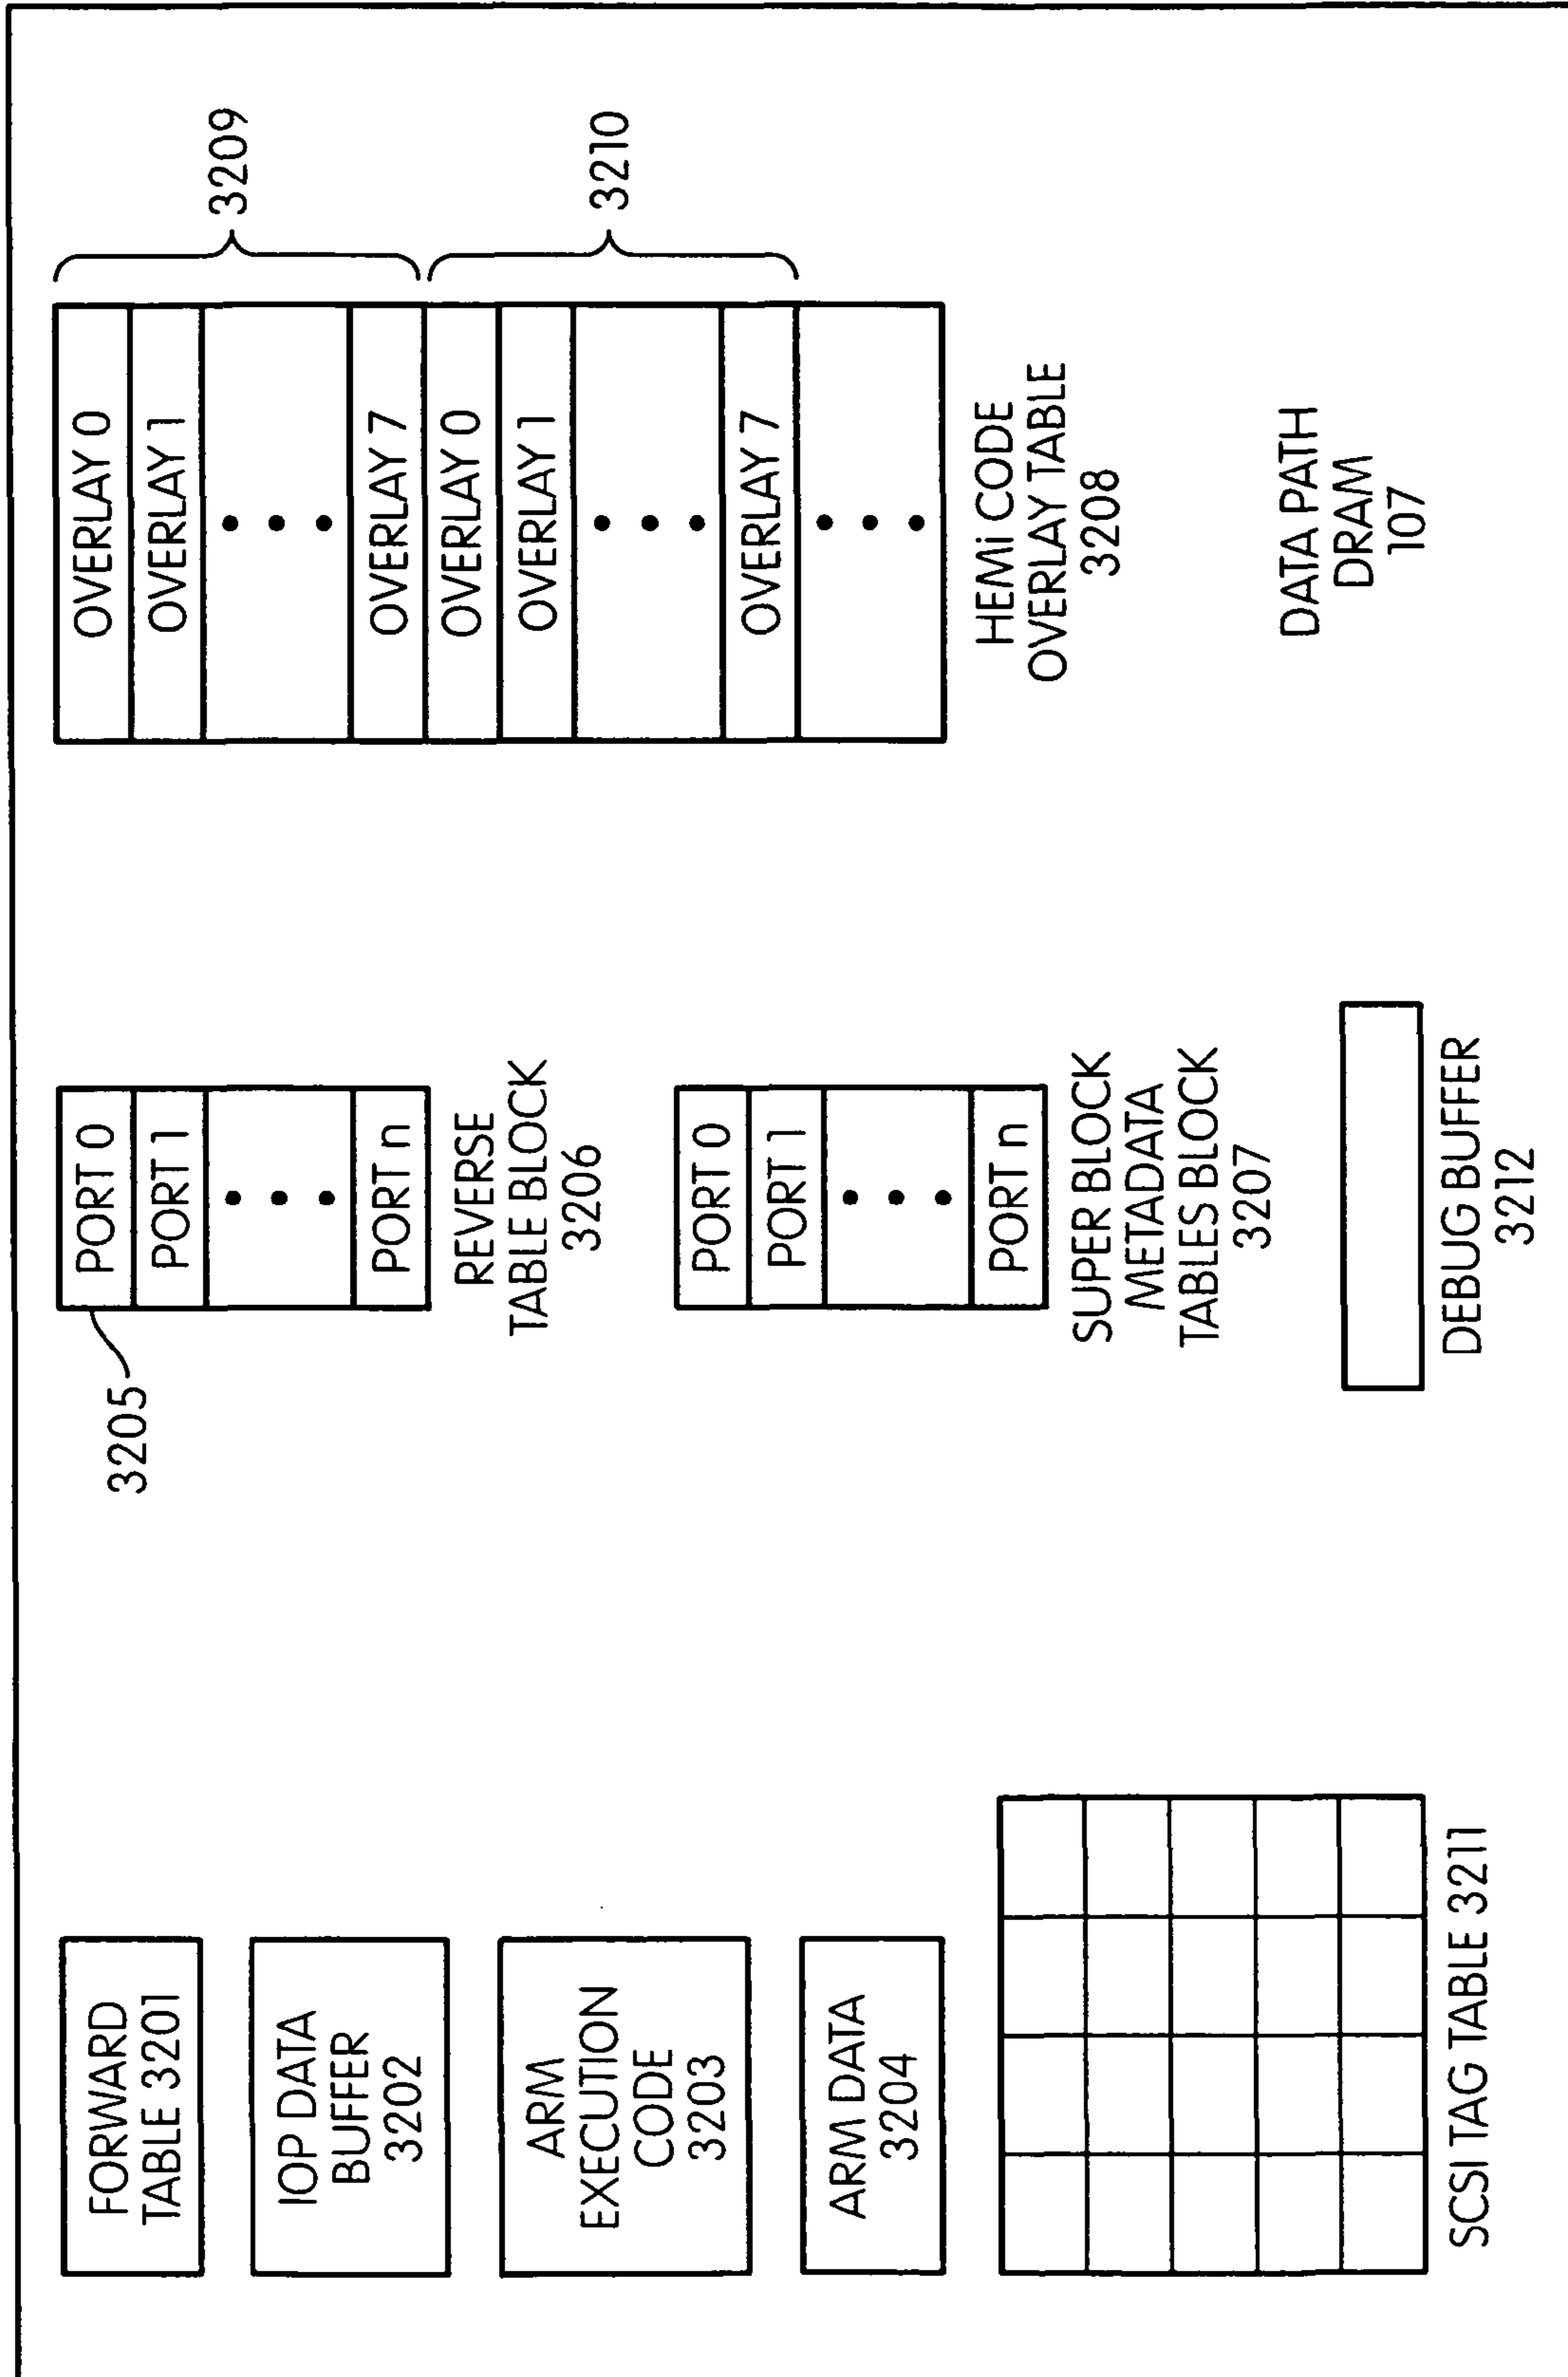 FORWARD
TABLE 3201
IOP DATA
BUFFER
3202
ARM
EXECUTION
CODE
3203
ARM DATA
3204
SCSI TAG TABLE 3211
3205
PORT 0
PORT 1
PORT n
REVERSE
TABLE BLOCK
3206
PORT 0
PORT 1
PORT n
SUPER BLOCK
METADATA
TABLES BLOCK
3207
DEBUG BUFFER
3212
OVERLAY 0
OVERLAY 1
OVERLAY 7
OVERLAY 0
OVERLAY 1
OVERLAY 7
3209
3210
HEMi CODE
OVERLAY TABLE
3208
DATA PATH
DRAM
107